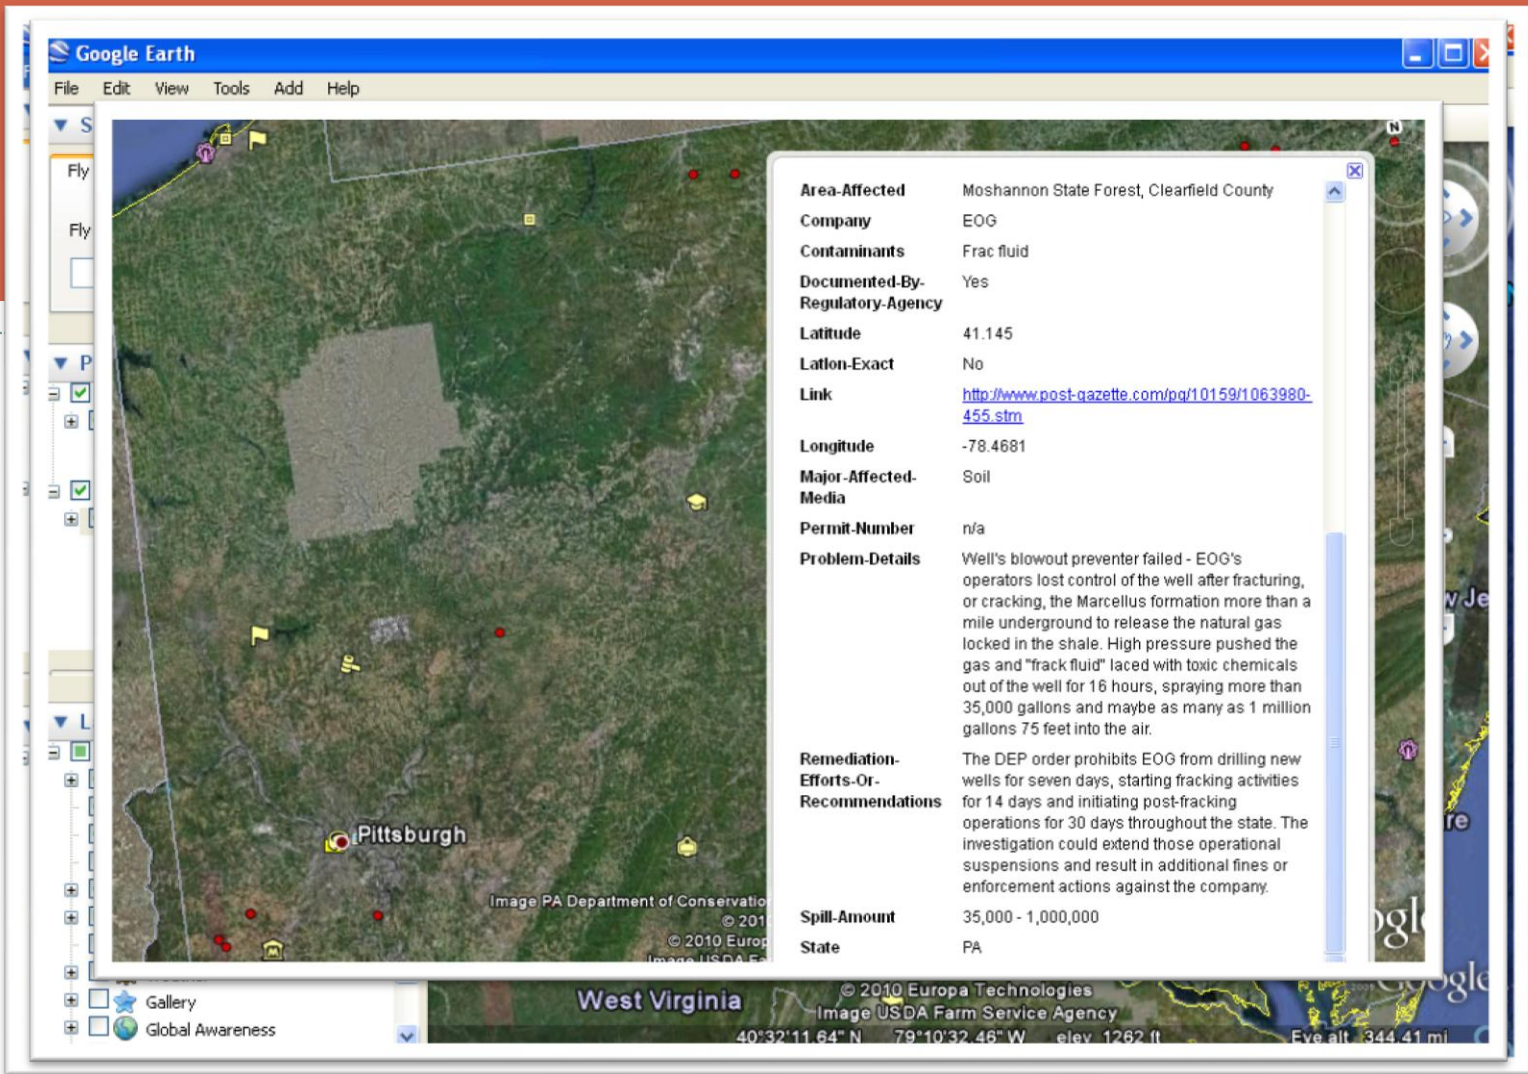 Google Earth
File Edit View Tools Add Help
S
Fly
Fly
P
L
Gallery
Global Awareness
N
Pittsburgh
Image PA Department of Conservatio
© 201
© 2010 Europ
Image USDA Fa
Area-Affected Moshannon State Forest, Clearfield County
Company EOG
Contaminants Frac fluid
Documented-By- Yes
Regulatory-Agency
Latitude 41.145
Latlon-Exact No
Link http://www.post-gazette.com/pg/10159/1063980-
455.stm
Longitude -78.4681
Major-Affected- Soil
Media
Permit-Number n/a
Problem-Details Well's blowout preventer failed - EOG's
operators lost control of the well after fracturing,
or cracking, the Marcellus formation more than a
mile underground to release the natural gas
locked in the shale. High pressure pushed the
gas and "frack fluid" laced with toxic chemicals
out of the well for 16 hours, spraying more than
35,000 gallons and maybe as many as 1 million
gallons 75 feet into the air.
Remediation- The DEP order prohibits EOG from drilling new
Efforts-Or- wells for seven days, starting fracking activities
Recommendations for 14 days and initiating post-fracking
operations for 30 days throughout the state. The
investigation could extend those operational
suspensions and result in additional fines or
enforcement actions against the company.
Spill-Amount 35,000 - 1,000,000
State PA
w Je
re
ogl
Google
West Virginia
© 2010 Europa Technologies
Image USDA Farm Service Agency
40°32'11.64" N 79°10'32.46" W elev 1262 ft Eye alt 344.41 mi